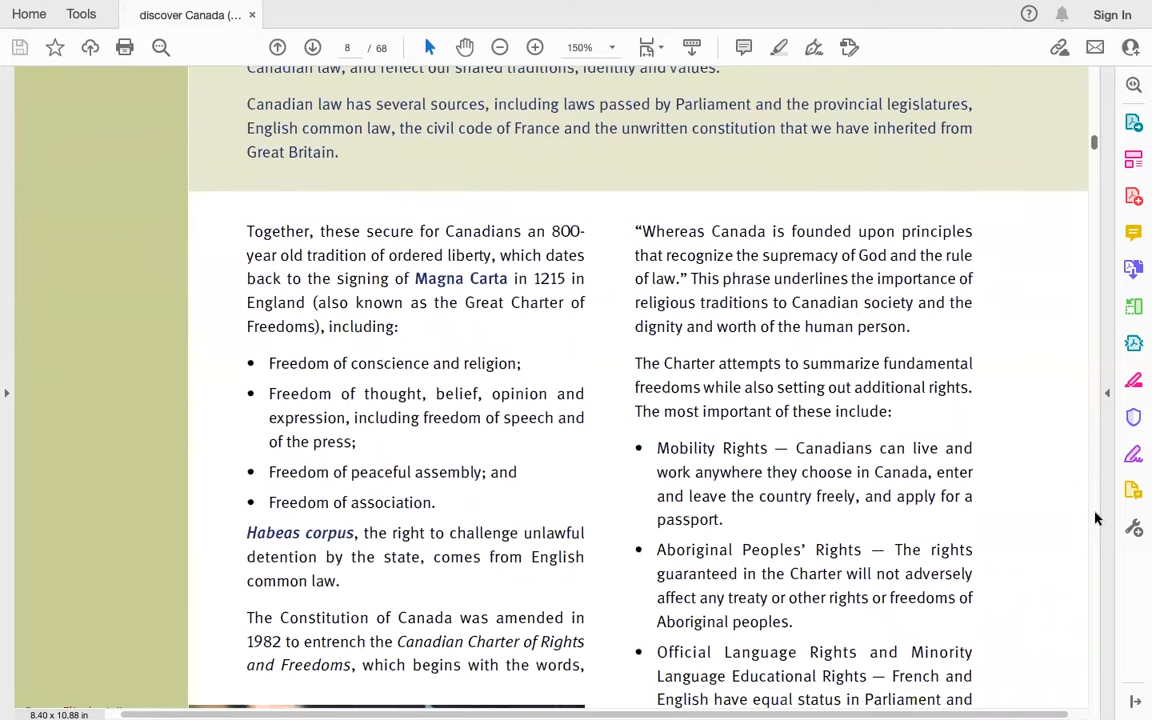 Home
Tools
discover Canada (...
×
Sign In
8 / 68
150%
Canadian law, and reflect our shared traditions, identity and values.
Canadian law has several sources, including laws passed by Parliament and the provincial legislatures,
English common law, the civil code of France and the unwritten constitution that we have inherited from
Great Britain.
Together, these secure for Canadians an 800-
year old tradition of ordered liberty, which dates
back to the signing of Magna Carta in 1215 in
England (also known as the Great Charter of
Freedoms), including:
• Freedom of conscience and religion;
• Freedom of thought, belief, opinion and
expression, including freedom of speech and
of the press;
• Freedom of peaceful assembly; and
• Freedom of association.
Habeas corpus, the right to challenge unlawful
detention by the state, comes from English
common law.
The Constitution of Canada was amended in
1982 to entrench the Canadian Charter of Rights
and Freedoms, which begins with the words,
“Whereas Canada is founded upon principles
that recognize the supremacy of God and the rule
of law.” This phrase underlines the importance of
religious traditions to Canadian society and the
dignity and worth of the human person.
The Charter attempts to summarize fundamental
freedoms while also setting out additional rights.
The most important of these include:
• Mobility Rights — Canadians can live and
work anywhere they choose in Canada, enter
and leave the country freely, and apply for a
passport.
• Aboriginal Peoples’ Rights — The rights
guaranteed in the Charter will not adversely
affect any treaty or other rights or freedoms of
Aboriginal peoples.
• Official Language Rights and Minority
Language Educational Rights — French and
English have equal status in Parliament and
8.40 x 10.88 in